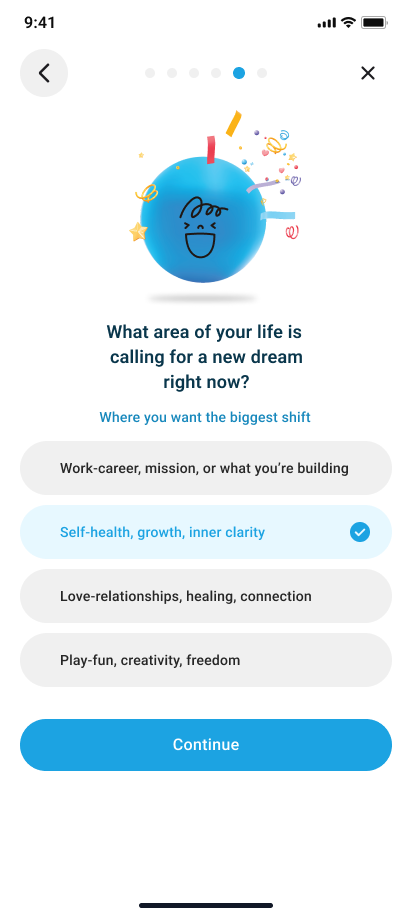 9:41
What area of your life is
calling for a new dream
right now?
Where you want the biggest shift
Work-career, mission, or what you’re building
Self-health, growth, inner clarity
Love-relationships, healing, connection
Play-fun, creativity, freedom
Continue